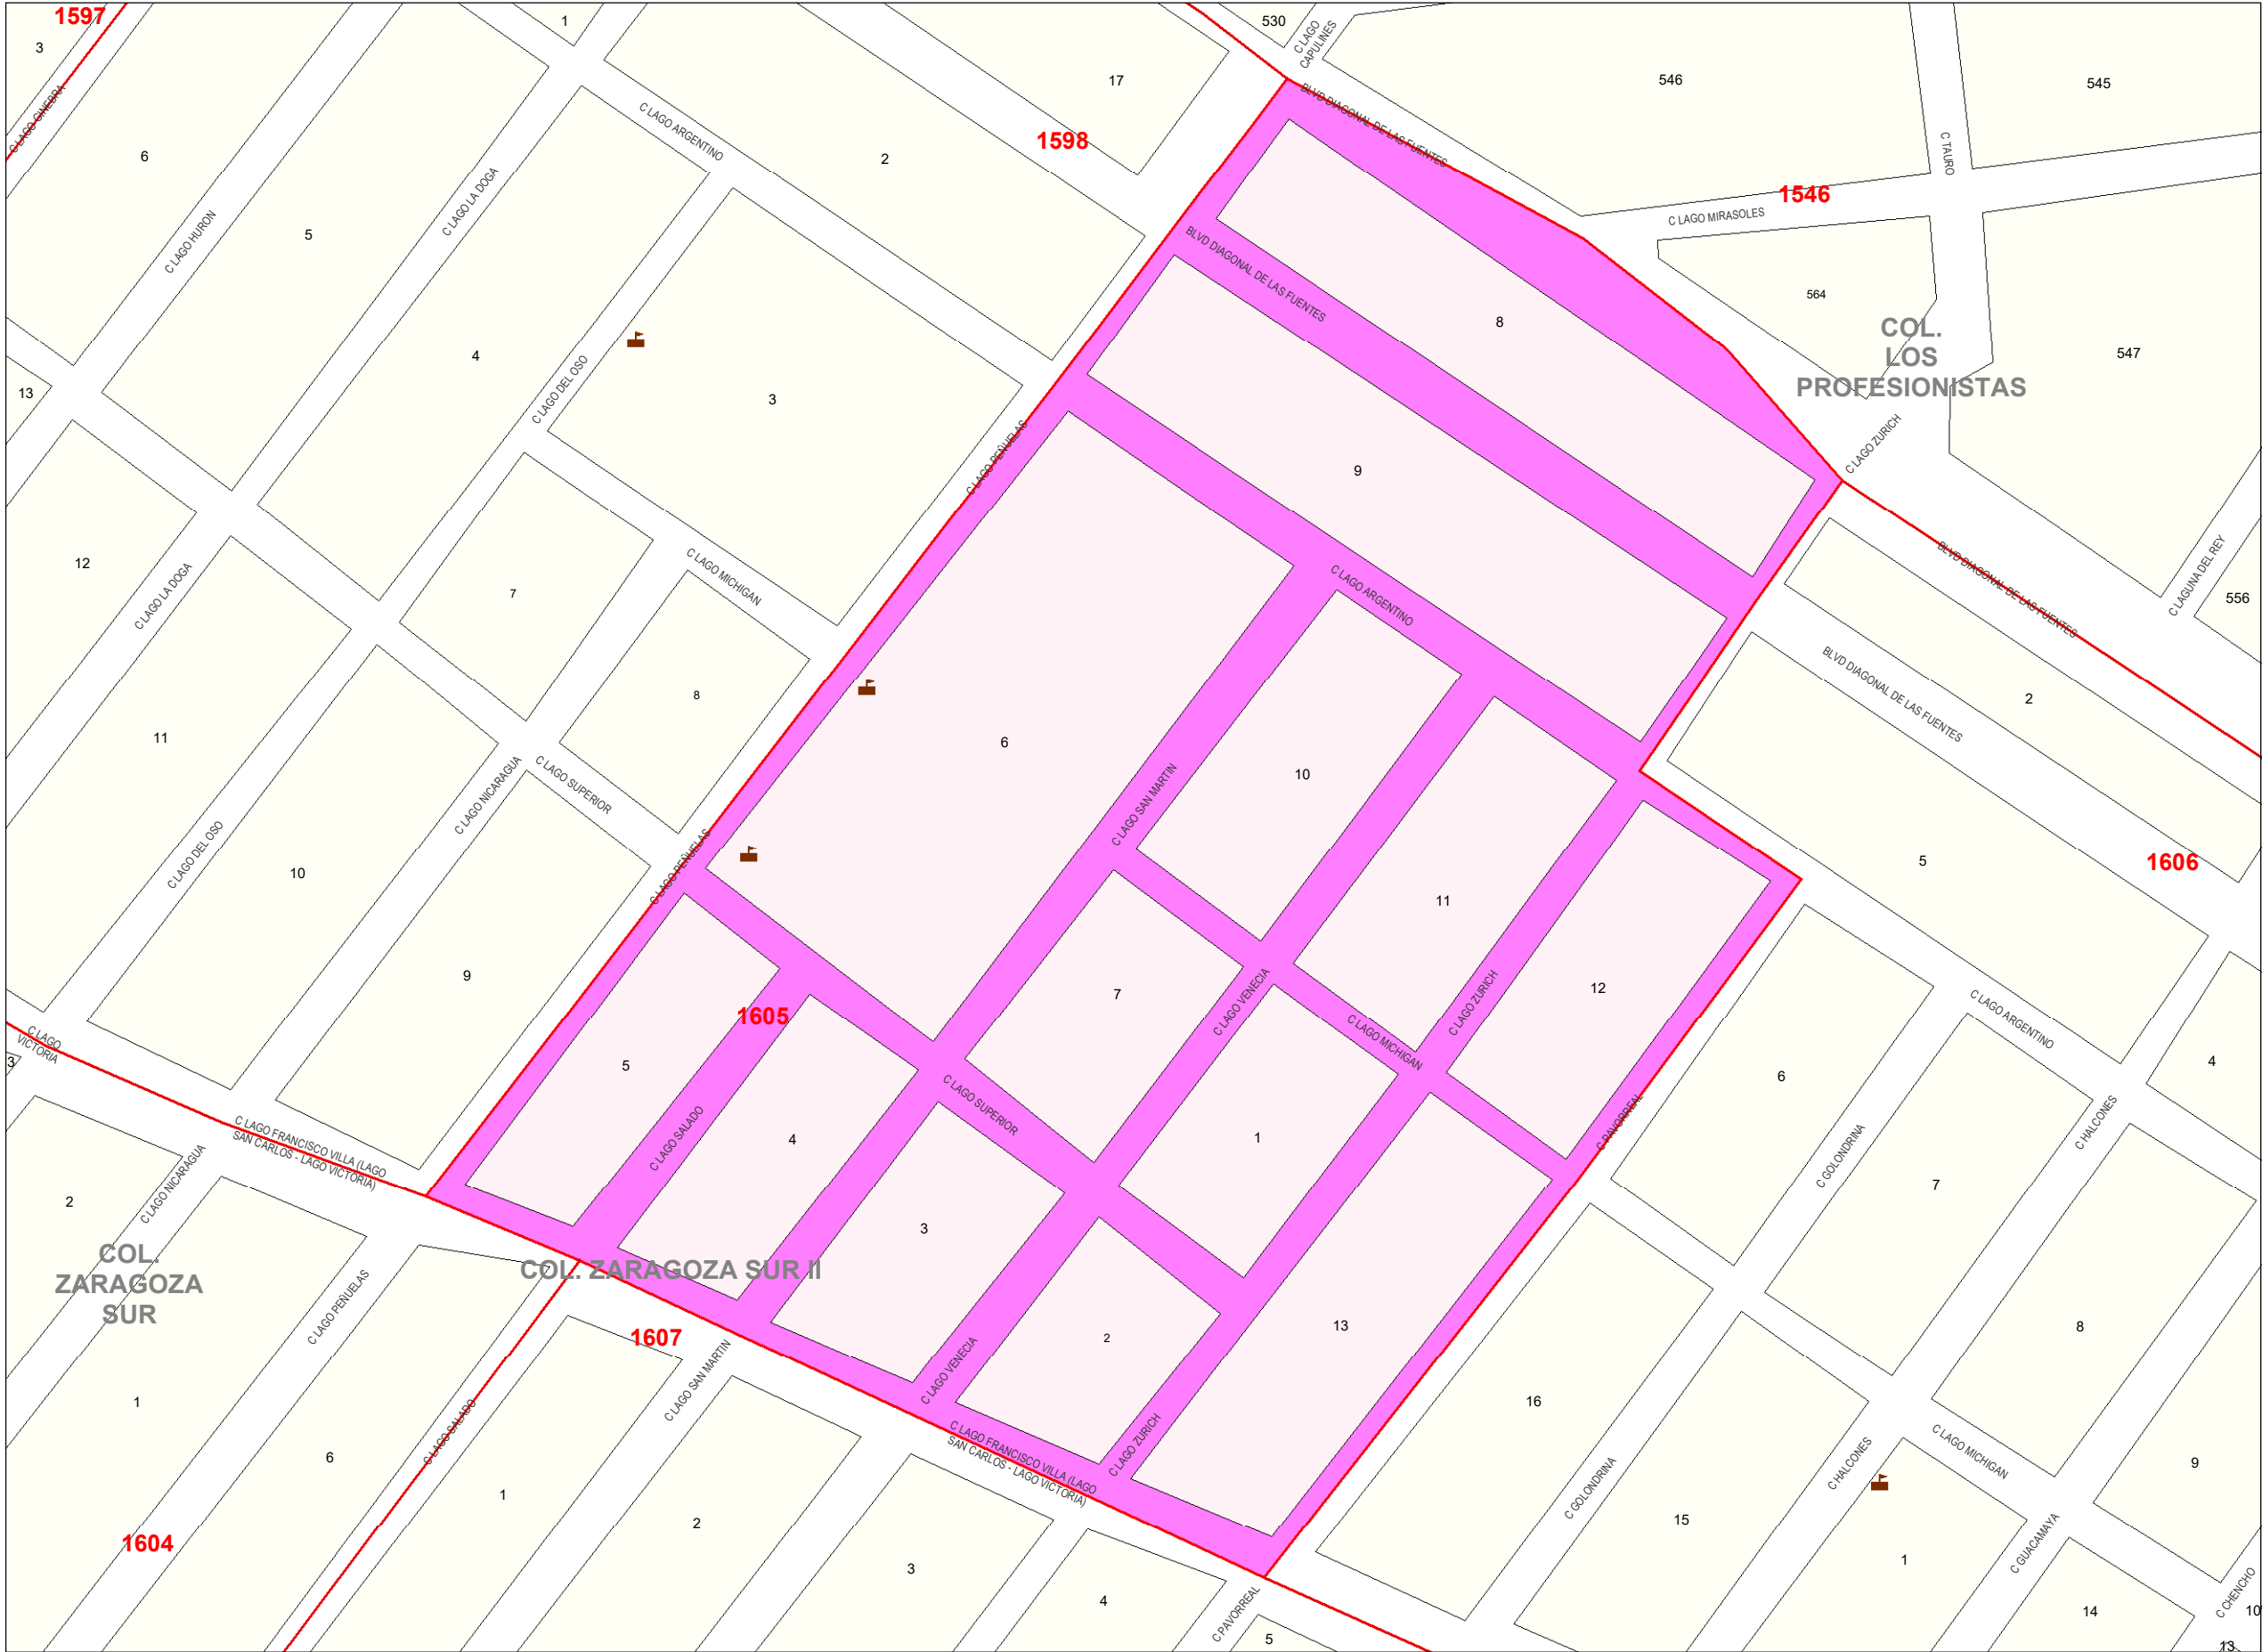 1597
1
530
C LAGO
CAPULINES
3
17
546
545
C LAGO GINEBRA
C LAGO ARGENTINO
1598
BLVD DIAGONAL DE LAS FUENTES
C TAURO
6
2
C LAGO LA DOGA
1546
C LAGO MIRASOLES
C LAGO HURON
5
BLVD DIAGONAL DE LAS FUENTES
564
8
COL.
LOS
PROFESIONISTAS
547
4
C LAGO DEL OSO
3
13
C LAGO PEÑUELAS
C LAGO ZURICH
9
12
C LAGO LA DOGA
7
C LAGO MICHIGAN
C LAGO ARGENTINO
BLVD DIAGONAL DE LAS FUENTES
C LAGUNA DEL REY
556
8
BLVD DIAGONAL DE LAS FUENTES
2
11
6
C LAGO NICARAGUA
C LAGO SUPERIOR
10
C LAGO SAN MARTIN
C LAGO DEL OSO
C LAGO PEÑUELAS
5
1606
10
11
9
7
12
C LAGO VENECIA
C LAGO ZURICH
1605
C LAGO ARGENTINO
C LAGO
VICTORIA
C LAGO MICHIGAN
3
5
4
6
C LAGO SUPERIOR
C LAGO SALADO
4
1
C PAVORREAL
C HALCONES
C LAGO FRANCISCO VILLA (LAGO
SAN CARLOS - LAGO VICTORIA)
C LAGO NICARAGUA
C GOLONDRINA
7
2
3
COL.
ZARAGOZA
SUR
COL. ZARAGOZA SUR II
C LAGO PEÑUELAS
1607
2
13
8
C LAGO SAN MARTIN
C LAGO VENECIA
1
16
C LAGO SALADO
C LAGO ZURICH
C LAGO FRANCISCO VILLA (LAGO
SAN CARLOS - LAGO VICTORIA)
C LAGO MICHIGAN
6
C HALCONES
9
C GOLONDRINA
1
2
15
1604
3
1
C GUACAMAYA
4
C PAVORREAL
14
C CHENCHO
10
5
13